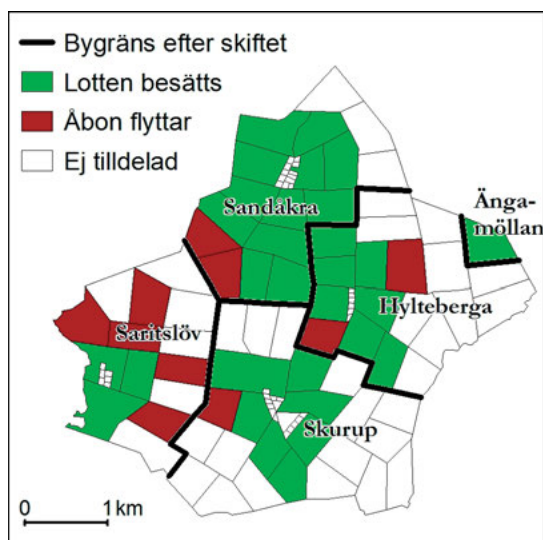 Bygräns efter skiftet
Lotten besätts
Åbon flyttar
Ej tilldelad
Sandåkra
Änga-
möllan
Hylteberga
Saritslöv
Skurup
0 1 km